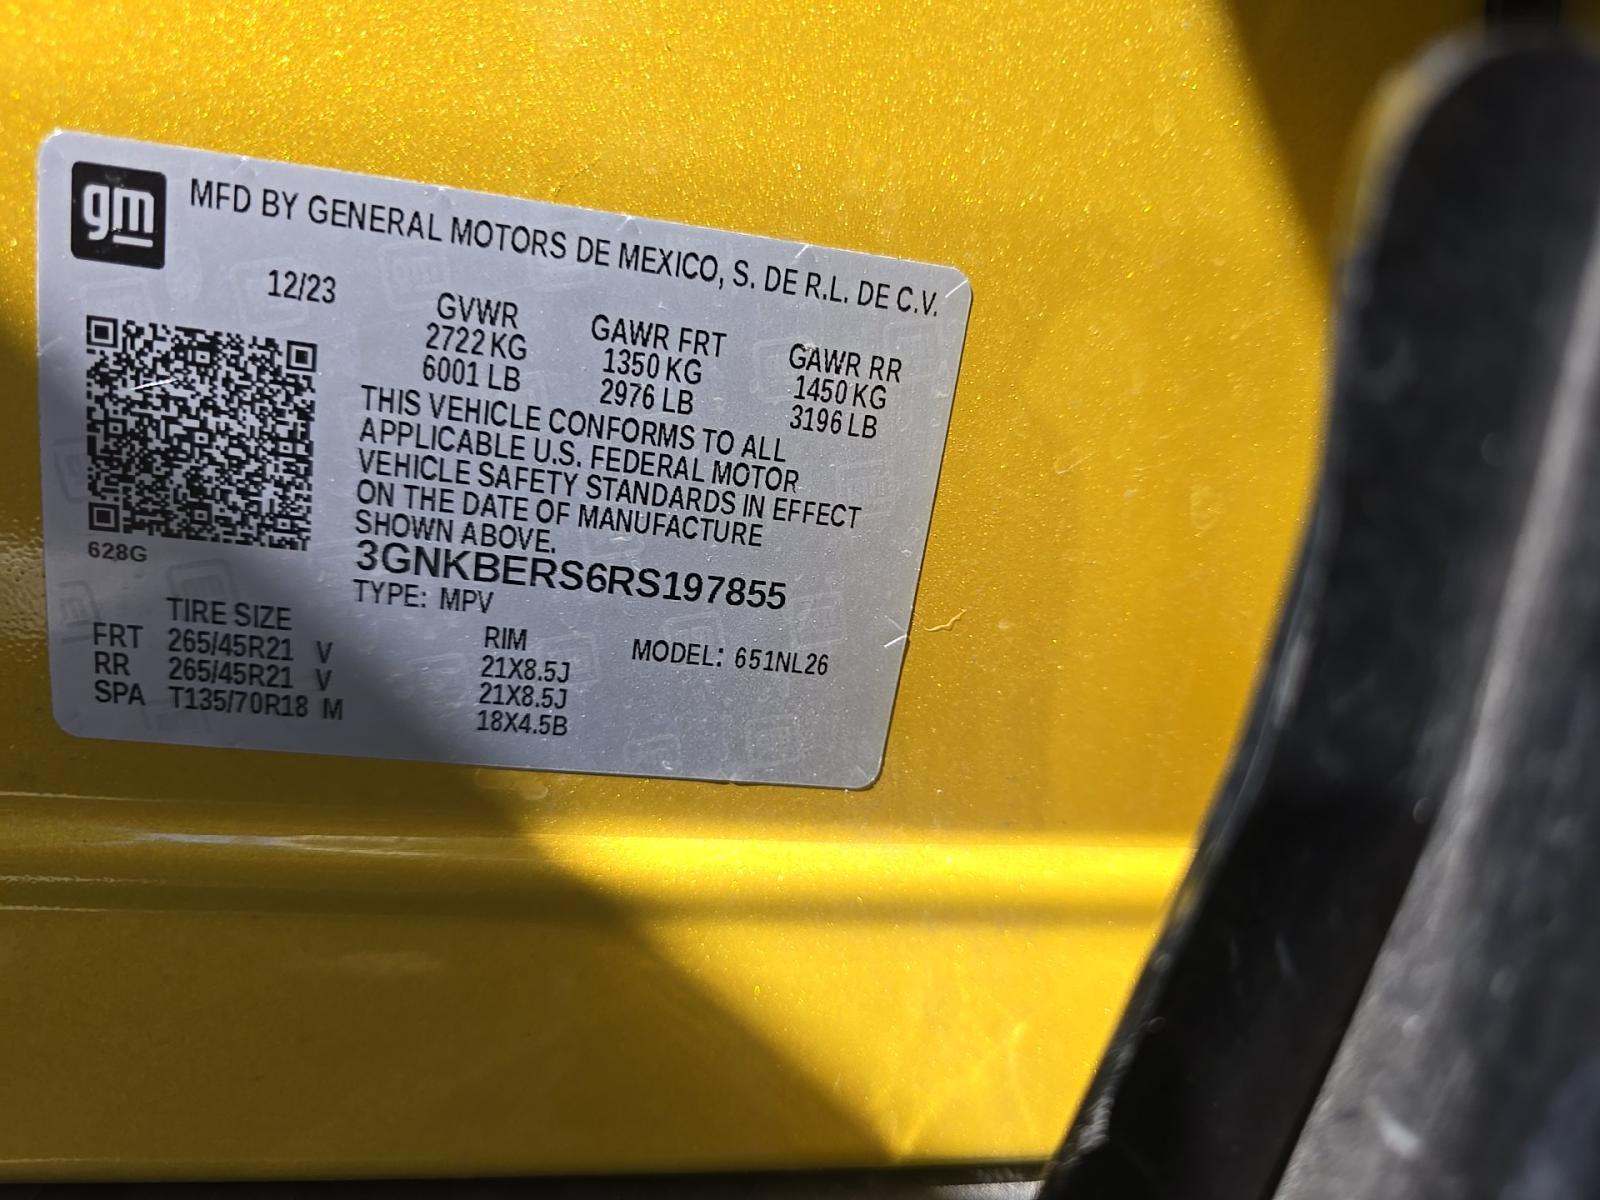 gm
MFD BY GENERAL MOTORS DE MEXICO, S. DE R.L. DE C.V.
12/23
GVWR GAWR FRT GAWR RR
2722 KG 1350 KG 1450 KG
6001 LB 2976 LB 3196 LB
THIS VEHICLE CONFORMS TO ALL
APPLICABLE U.S. FEDERAL MOTOR
VEHICLE SAFETY STANDARDS IN EFFECT
ON THE DATE OF MANUFACTURE
SHOWN ABOVE.
628G
3GNKBERS6RS197855
TYPE: MPV
TIRE SIZE RIM MODEL: 651NL26
FRT 265/45R21 V 21X8.5J
RR 265/45R21 V 21X8.5J
SPA T135/70R18 M 18X4.5B